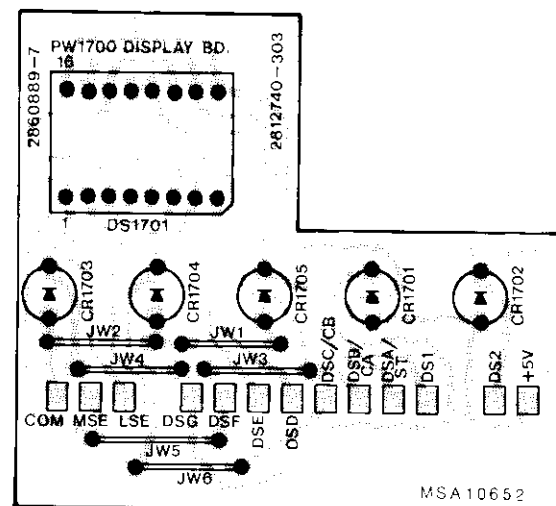 PW1700 DISPLAY BD.
16
2860889-7
2812740-303
1
DS1701
CR1703
CR1704
CR1705
CR1701
CR1702
JW2
JW1
JW4
JW3
DSC/CB
DSB/
CA
DSA/
ST
DS1
DS2
+5V
COM MSE LSE DSG DSF
DSE
DSD
JW5
JW6
MSA10652